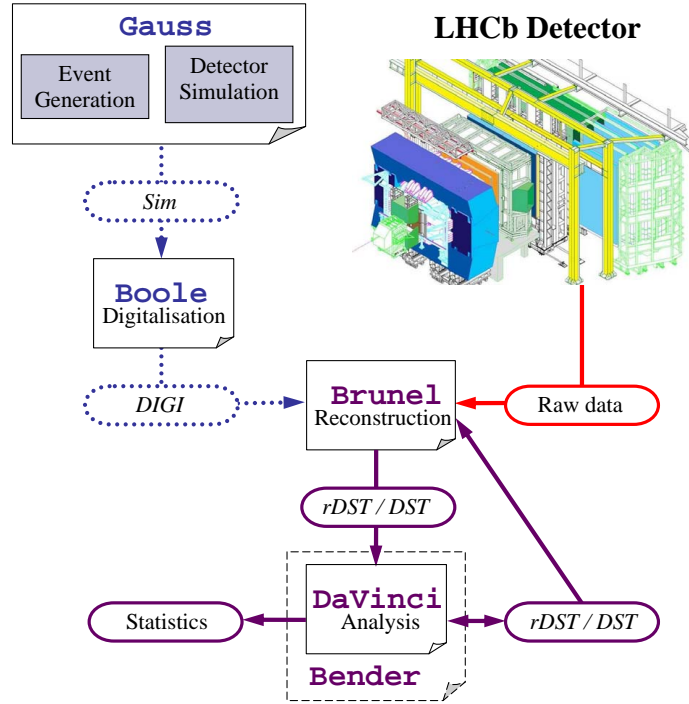 Gauss
LHCb Detector
Event
Generation
Detector
Simulation
Sim
Boole
Digitalisation
DIGI
Brunel
Reconstruction
Raw data
rDST / DST
DaVinci
Analysis
Statistics
rDST / DST
Bender